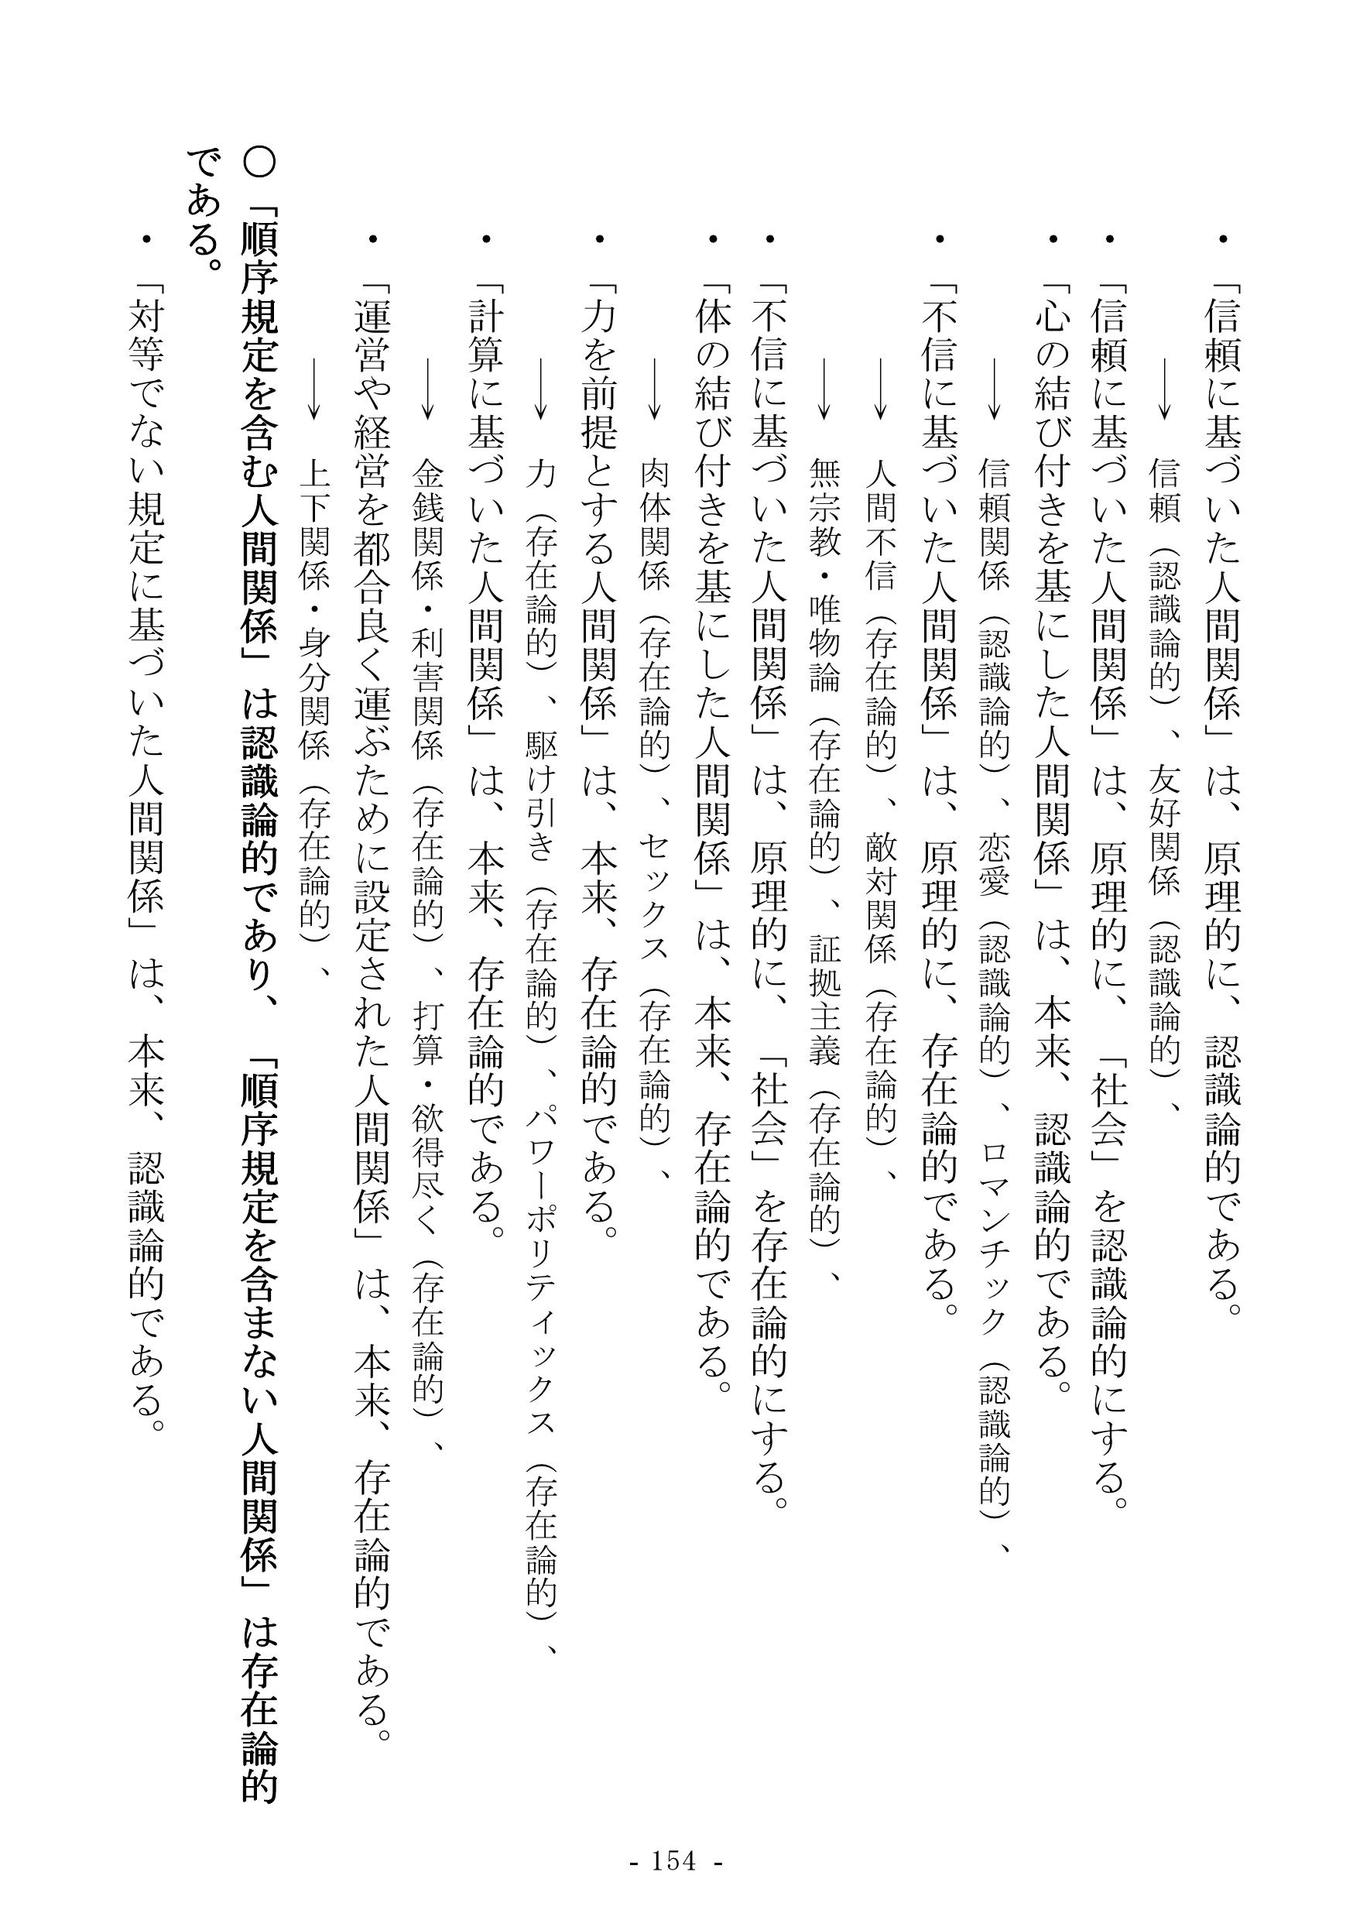 ・「信頼に基づいた人間関係」は、原理的に、認識論的である。
→ 信頼（認識論的）、友好関係（認識論的）、
・「信頼に基づいた人間関係」は、原理的に、「社会」を認識論的にする。
・「心の結び付きを基にした人間関係」は、本来、認識論的である。
→ 信頼関係（認識論的）、恋愛（認識論的）、ロマンチック（認識論的）、
・「不信に基づいた人間関係」は、原理的に、存在論的である。
→ 人間不信（存在論的）、敵対関係（存在論的）、
→ 無宗教・唯物論（存在論的）、証拠主義（存在論的）、
・「不信に基づいた人間関係」は、原理的に、「社会」を存在論的にする。
・「体の結び付きを基にした人間関係」は、本来、存在論的である。
→ 肉体関係（存在論的）、セックス（存在論的）、
・「力を前提とする人間関係」は、本来、存在論的である。
→ 力（存在論的）、駆け引き（存在論的）、パワーポリティックス（存在論的）、
・「計算に基づいた人間関係」は、本来、存在論的である。
→ 金銭関係・利害関係（存在論的）、打算・欲得尽く（存在論的）、
・「運営や経営を都合良く運ぶために設定された人間関係」は、本来、存在論的である。
→ 上下関係・身分関係（存在論的）、
〇「順序規定を含む人間関係」は認識論的であり、「順序規定を含まない人間関係」は存在論的
である。
・「対等でない規定に基づいた人間関係」は、本来、認識論的である。
- 154 -